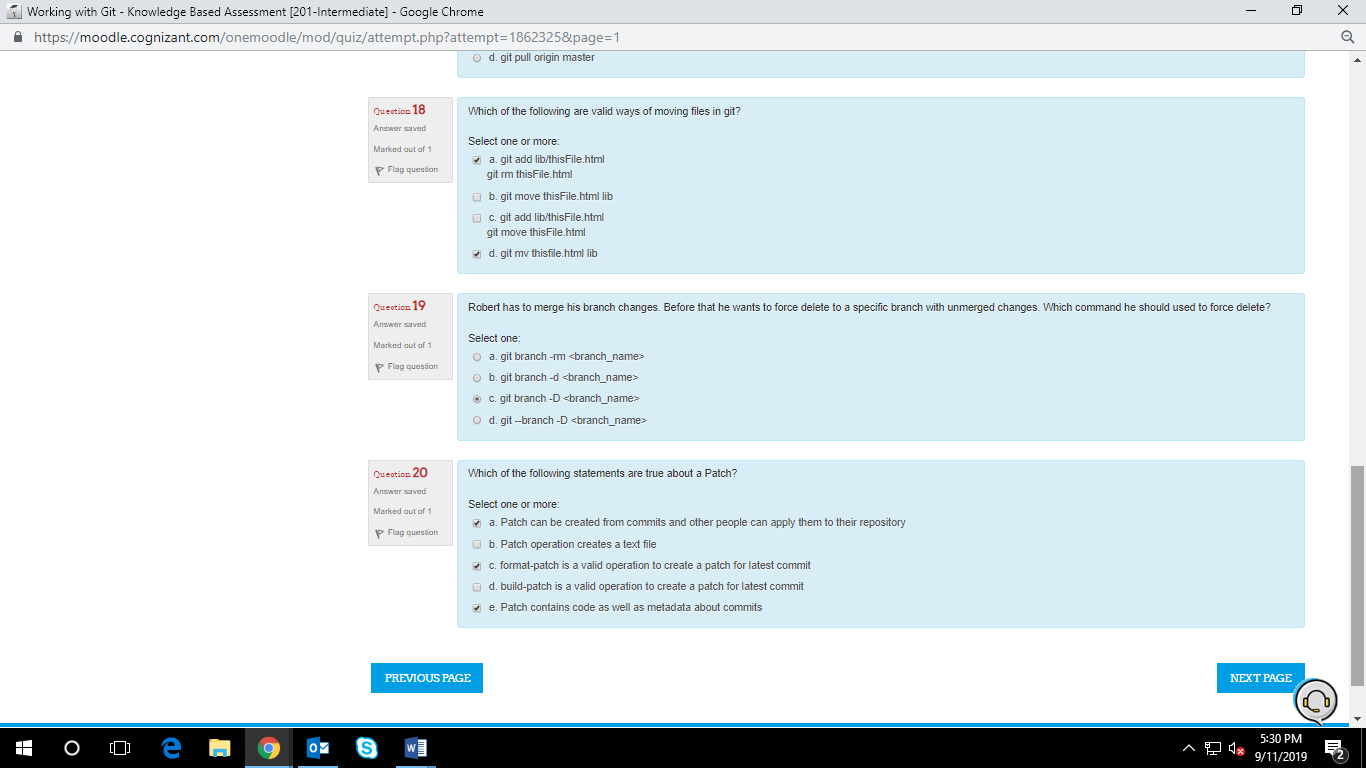 Working with Git - Knowledge Based Assessment [201-Intermediate] - Google Chrome
https://moodle.cognizant.com/onemoodle/mod/quiz/attempt.php?attempt=1862325&page=1
d. git pull origin master
Question 18
Answer saved
Marked out of 1
Flag question
Which of the following are valid ways of moving files in git?
Select one or more:
a. git add lib/thisFile.html
git rm thisFile.html
b. git move thisFile.html lib
c. git add lib/thisFile.html
git move thisFile.html
d. git mv thisfile.html lib
Question 19
Answer saved
Marked out of 1
Flag question
Robert has to merge his branch changes. Before that he wants to force delete to a specific branch with unmerged changes. Which command he should used to force delete?
Select one:
a. git branch -rm <branch_name>
b. git branch -d <branch_name>
c. git branch -D <branch_name>
d. git --branch -D <branch_name>
Question 20
Answer saved
Marked out of 1
Flag question
Which of the following statements are true about a Patch?
Select one or more:
a. Patch can be created from commits and other people can apply them to their repository
b. Patch operation creates a text file
c. format-patch is a valid operation to create a patch for latest commit
d. build-patch is a valid operation to create a patch for latest commit
e. Patch contains code as well as metadata about commits
PREVIOUS PAGE
NEXT PAGE
5:30 PM
9/11/2019
2